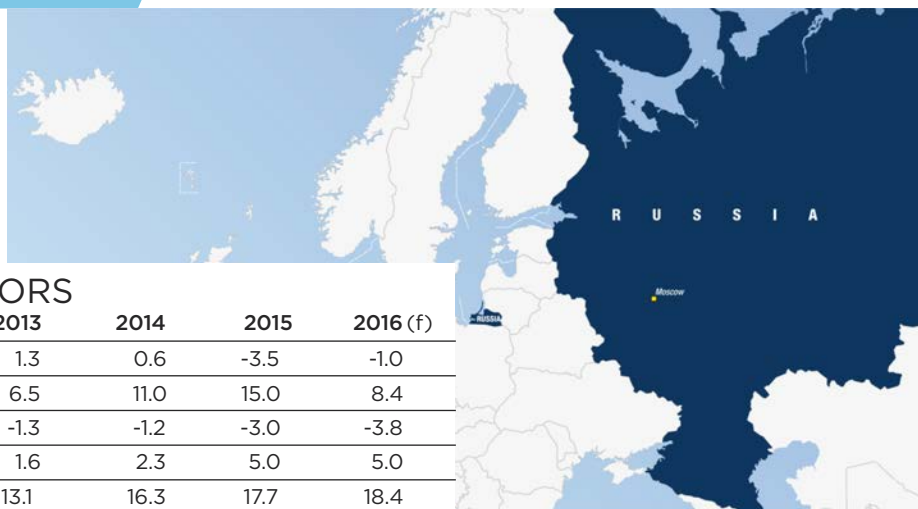 RUSSIA
Moscow
RUSSIA
ORS
2013 2014 2015 2016 (f)
1.3 0.6 -3.5 -1.0
6.5 11.0 15.0 8.4
-1.3 -1.2 -3.0 -3.8
1.6 2.3 5.0 5.0
13.1 16.3 17.7 18.4